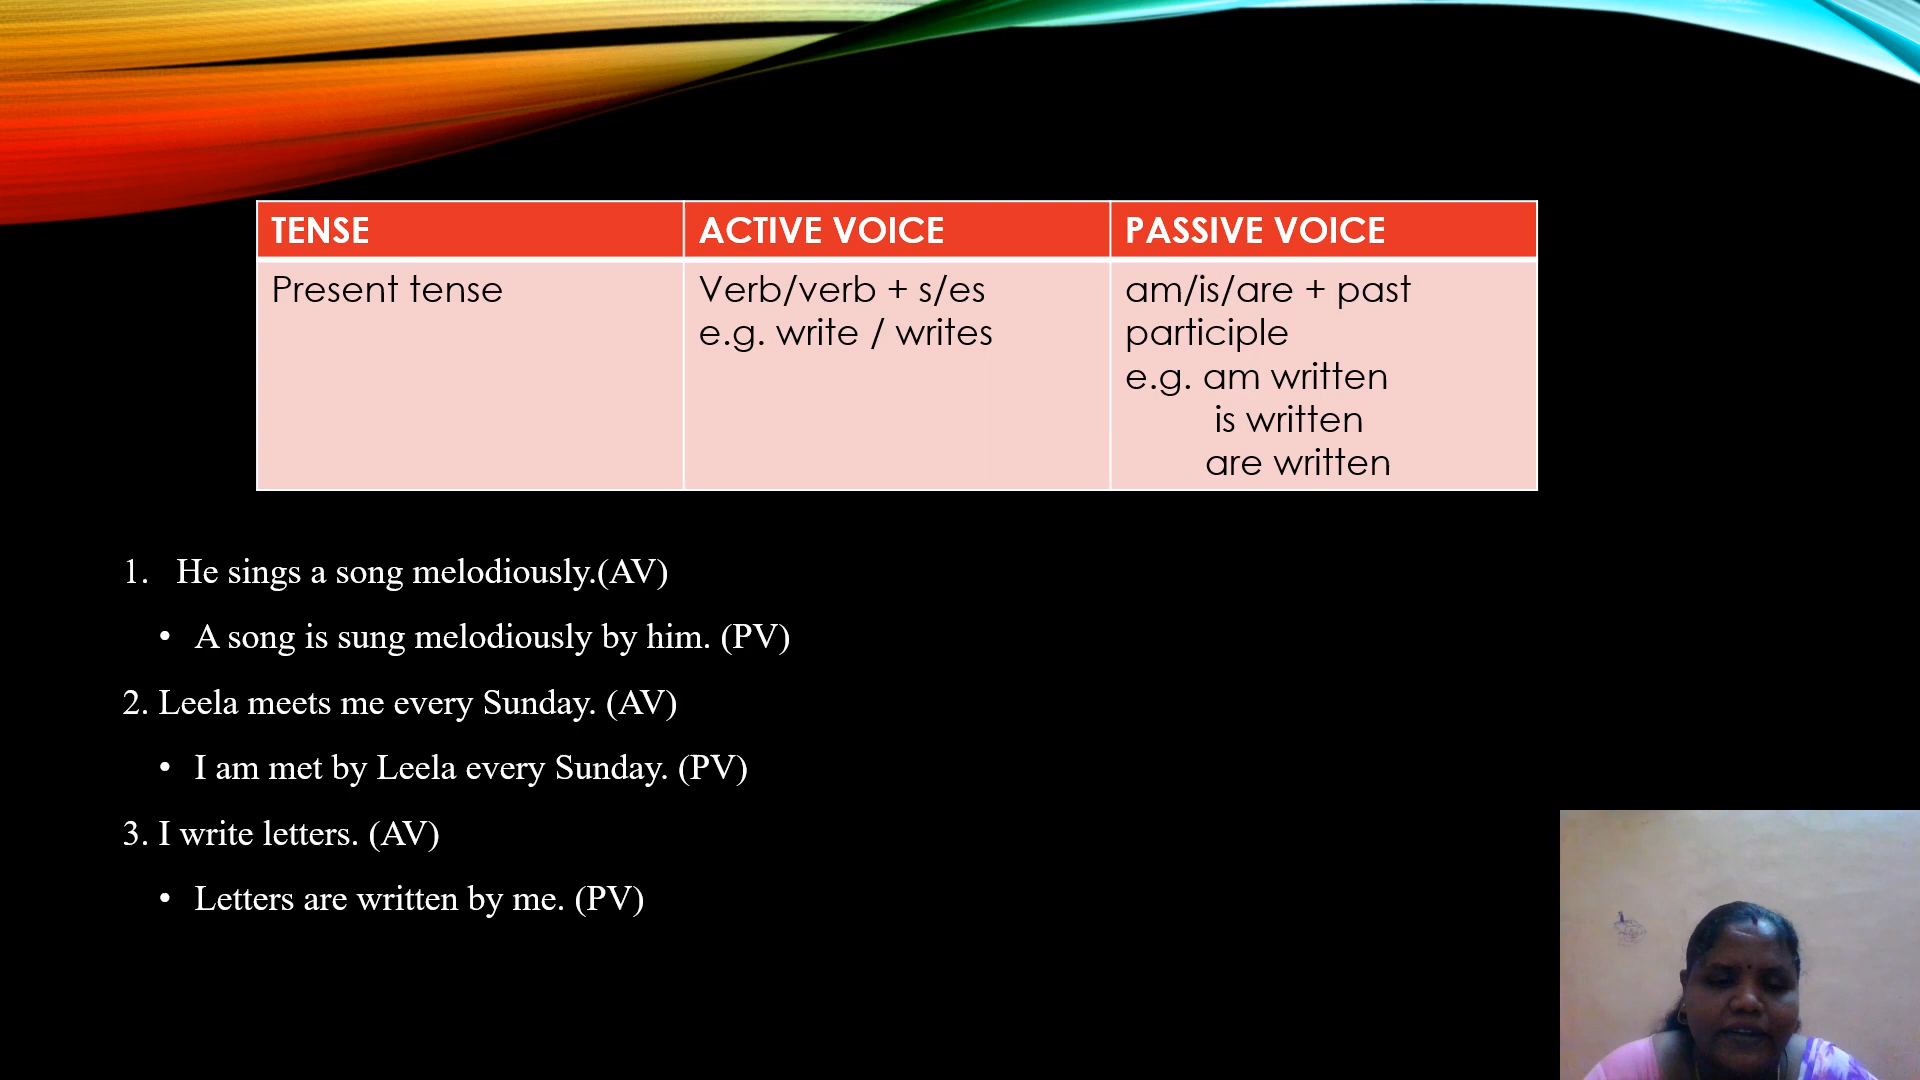 TENSE
ACTIVE VOICE
PASSIVE VOICE
Present tense
Verb/verb + s/es
e.g. write / writes
am/is/are + past
participle
e.g. am written
is written
are written
1. He sings a song melodiously.(AV)
• A song is sung melodiously by him. (PV)
2. Leela meets me every Sunday. (AV)
• I am met by Leela every Sunday. (PV)
3. I write letters. (AV)
• Letters are written by me. (PV)